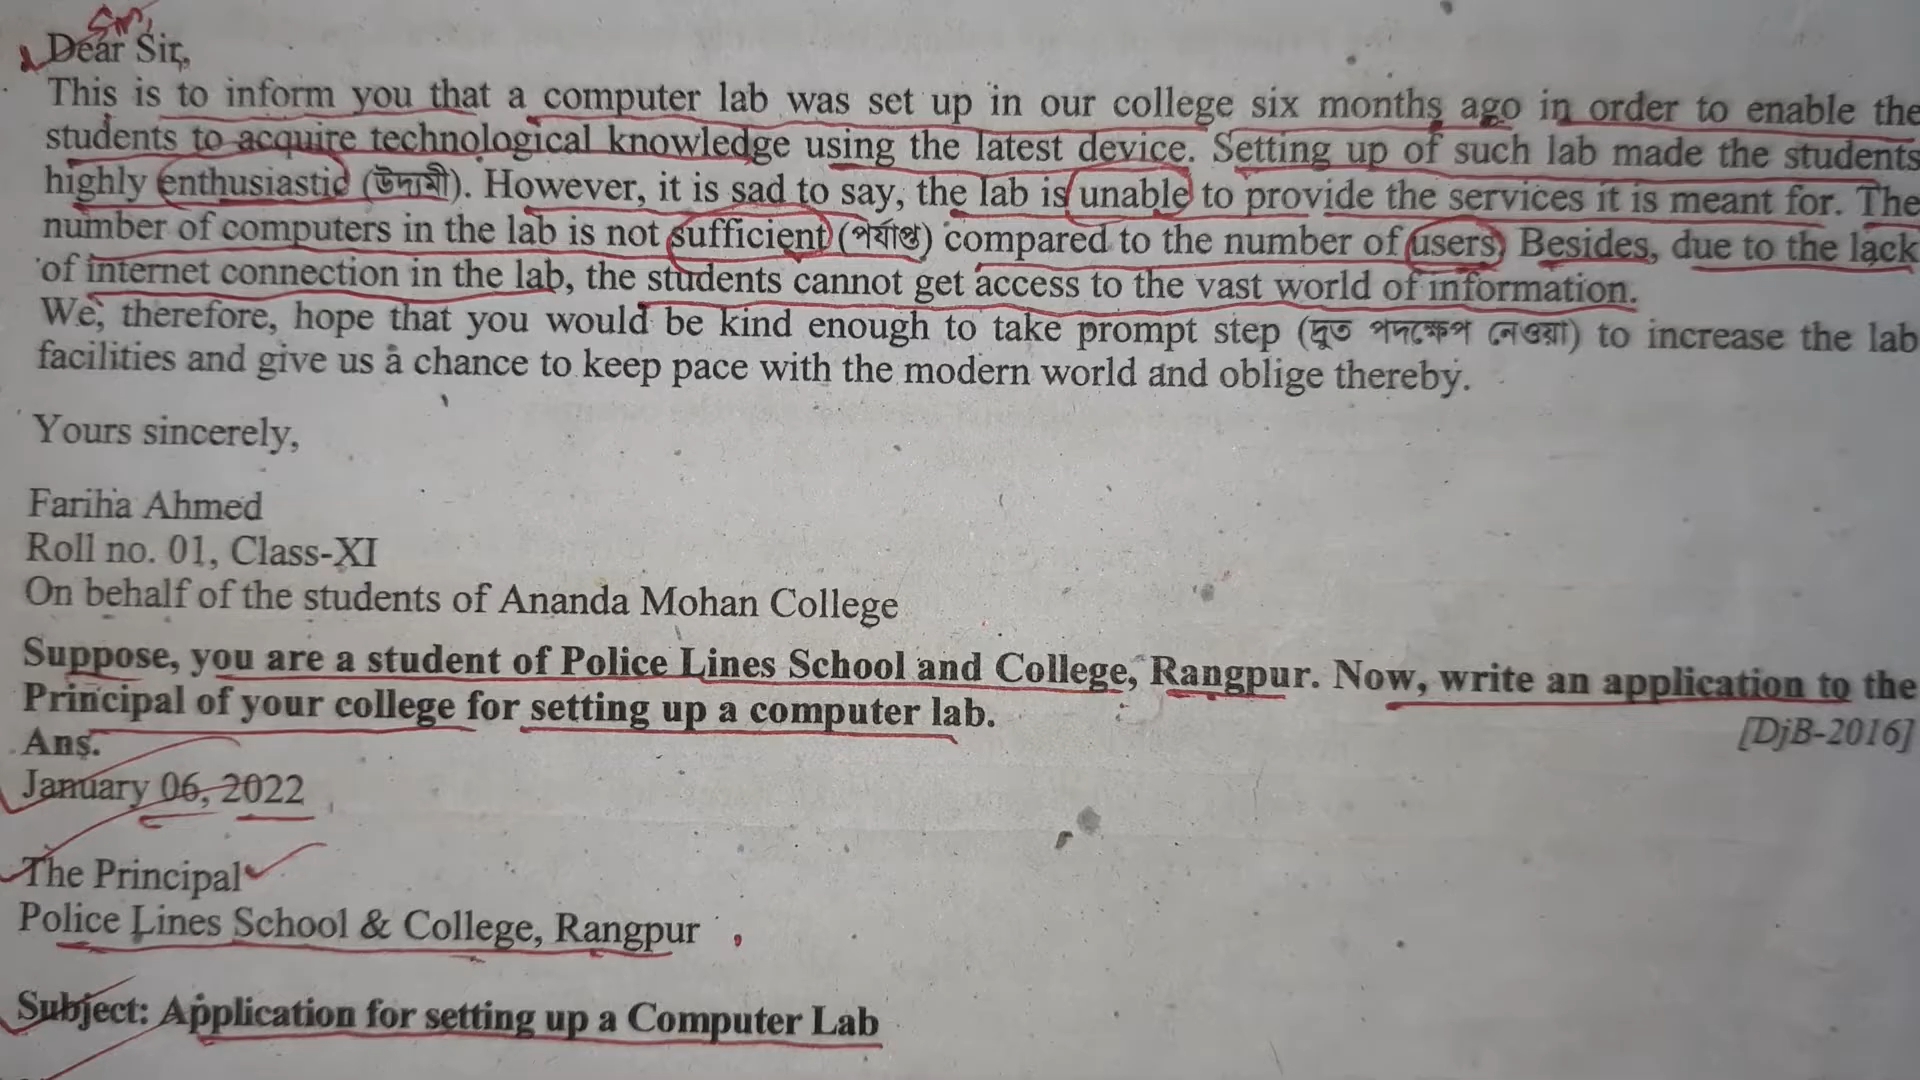 Sir,
Dear Sir,
This is to inform you that a computer lab was set up in our college six months ago in order to enable the
students to acquire technological knowledge using the latest device. Setting up of such lab made the students
highly enthusiastic (উদ্যমী). However, it is sad to say, the lab is unable to provide the services it is meant for. The
number of computers in the lab is not sufficient (পর্যাপ্ত) compared to the number of users. Besides, due to the lack
of internet connection in the lab, the students cannot get access to the vast world of information.
We, therefore, hope that you would be kind enough to take prompt step (দ্রুত পদক্ষেপ নেওয়া) to increase the lab
facilities and give us a chance to keep pace with the modern world and oblige thereby.
Yours sincerely,
Fariha Ahmed
Roll no. 01, Class-XI
On behalf of the students of Ananda Mohan College
Suppose, you are a student of Police Lines School and College, Rangpur. Now, write an application to the
Principal of your college for setting up a computer lab.
[DjB-2016]
Ans.
January 06, 2022
The Principal
Police Lines School & College, Rangpur
Subject: Application for setting up a Computer Lab